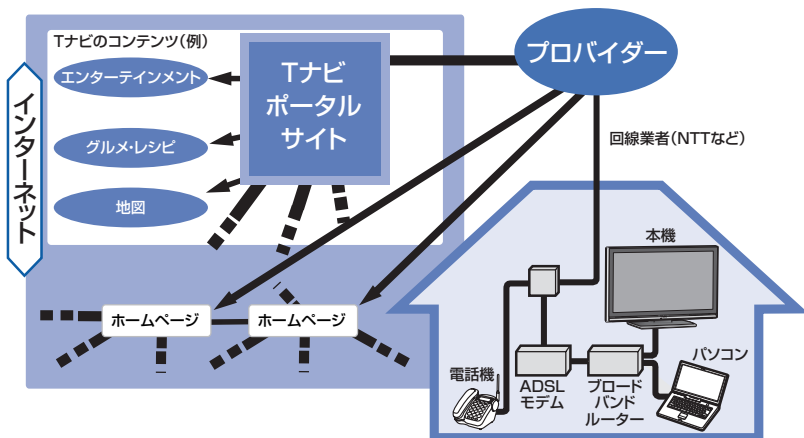 Tナビのコンテンツ(例)
エンターテインメント
グルメ・レシピ
地図
Tナビ
ポータル
サイト
プロバイダー
インターネット
回線業者(NTTなど)
本機
ホームページ
ホームページ
電話機
ADSL
モデム
ブロード
バンド
ルーター
パソコン